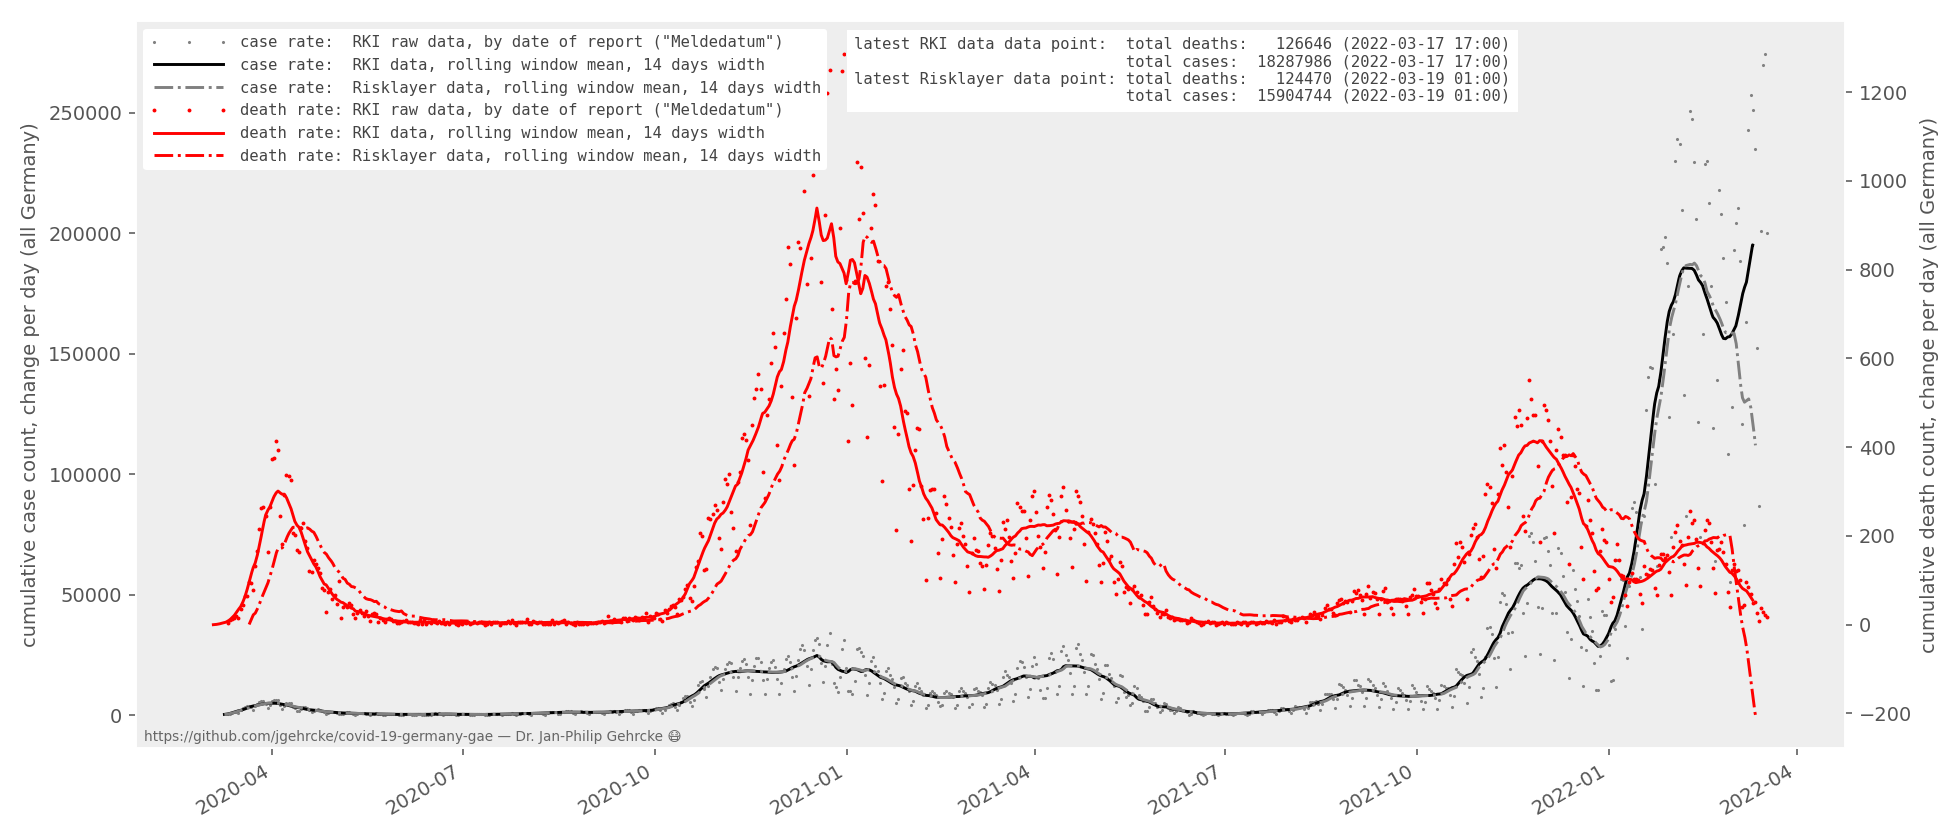 case rate:  RKI raw data, by date of report ("Meldedatum")
case rate:  RKI data, rolling window mean, 14 days width
case rate:  Risklayer data, rolling window mean, 14 days width
death rate: RKI raw data, by date of report ("Meldedatum")
death rate: RKI data, rolling window mean, 14 days width
death rate: Risklayer data, rolling window mean, 14 days width
latest RKI data data point:  total deaths:   126646 (2022-03-17 17:00)
total cases:  18287986 (2022-03-17 17:00)
latest Risklayer data point: total deaths:   124470 (2022-03-19 01:00)
total cases:  15904744 (2022-03-19 01:00)
cumulative case count, change per day (all Germany)
250000
200000
150000
100000
50000
0
1200
1000
800
600
400
200
0
−200
cumulative death count, change per day (all Germany)
https://github.com/jgehrcke/covid-19-germany-gae — Dr. Jan-Philip Gehrcke 😷
2020-04
2020-07
2020-10
2021-01
2021-04
2021-07
2021-10
2022-01
2022-04